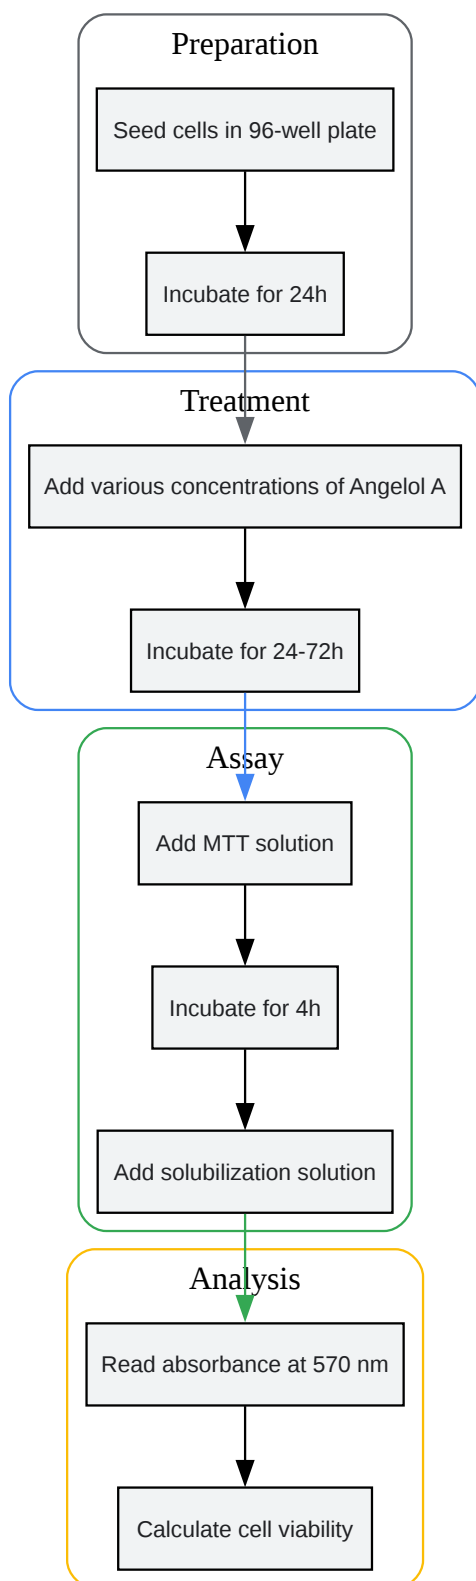 Preparation
Seed cells in 96-well plate
Incubate for 24h
Treatment
Add various concentrations of Angelol A
Incubate for 24-72h
Assay
Add MTT solution
Incubate for 4h
Add solubilization solution
Analysis
Read absorbance at 570 nm
Calculate cell viability